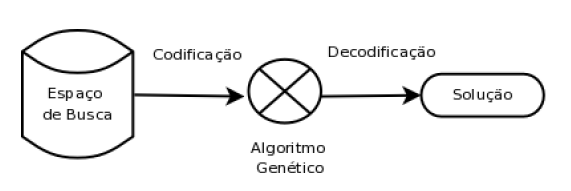 Codificação
Decodificação
Espaço
de Busca
Solução
Algoritmo
Genético